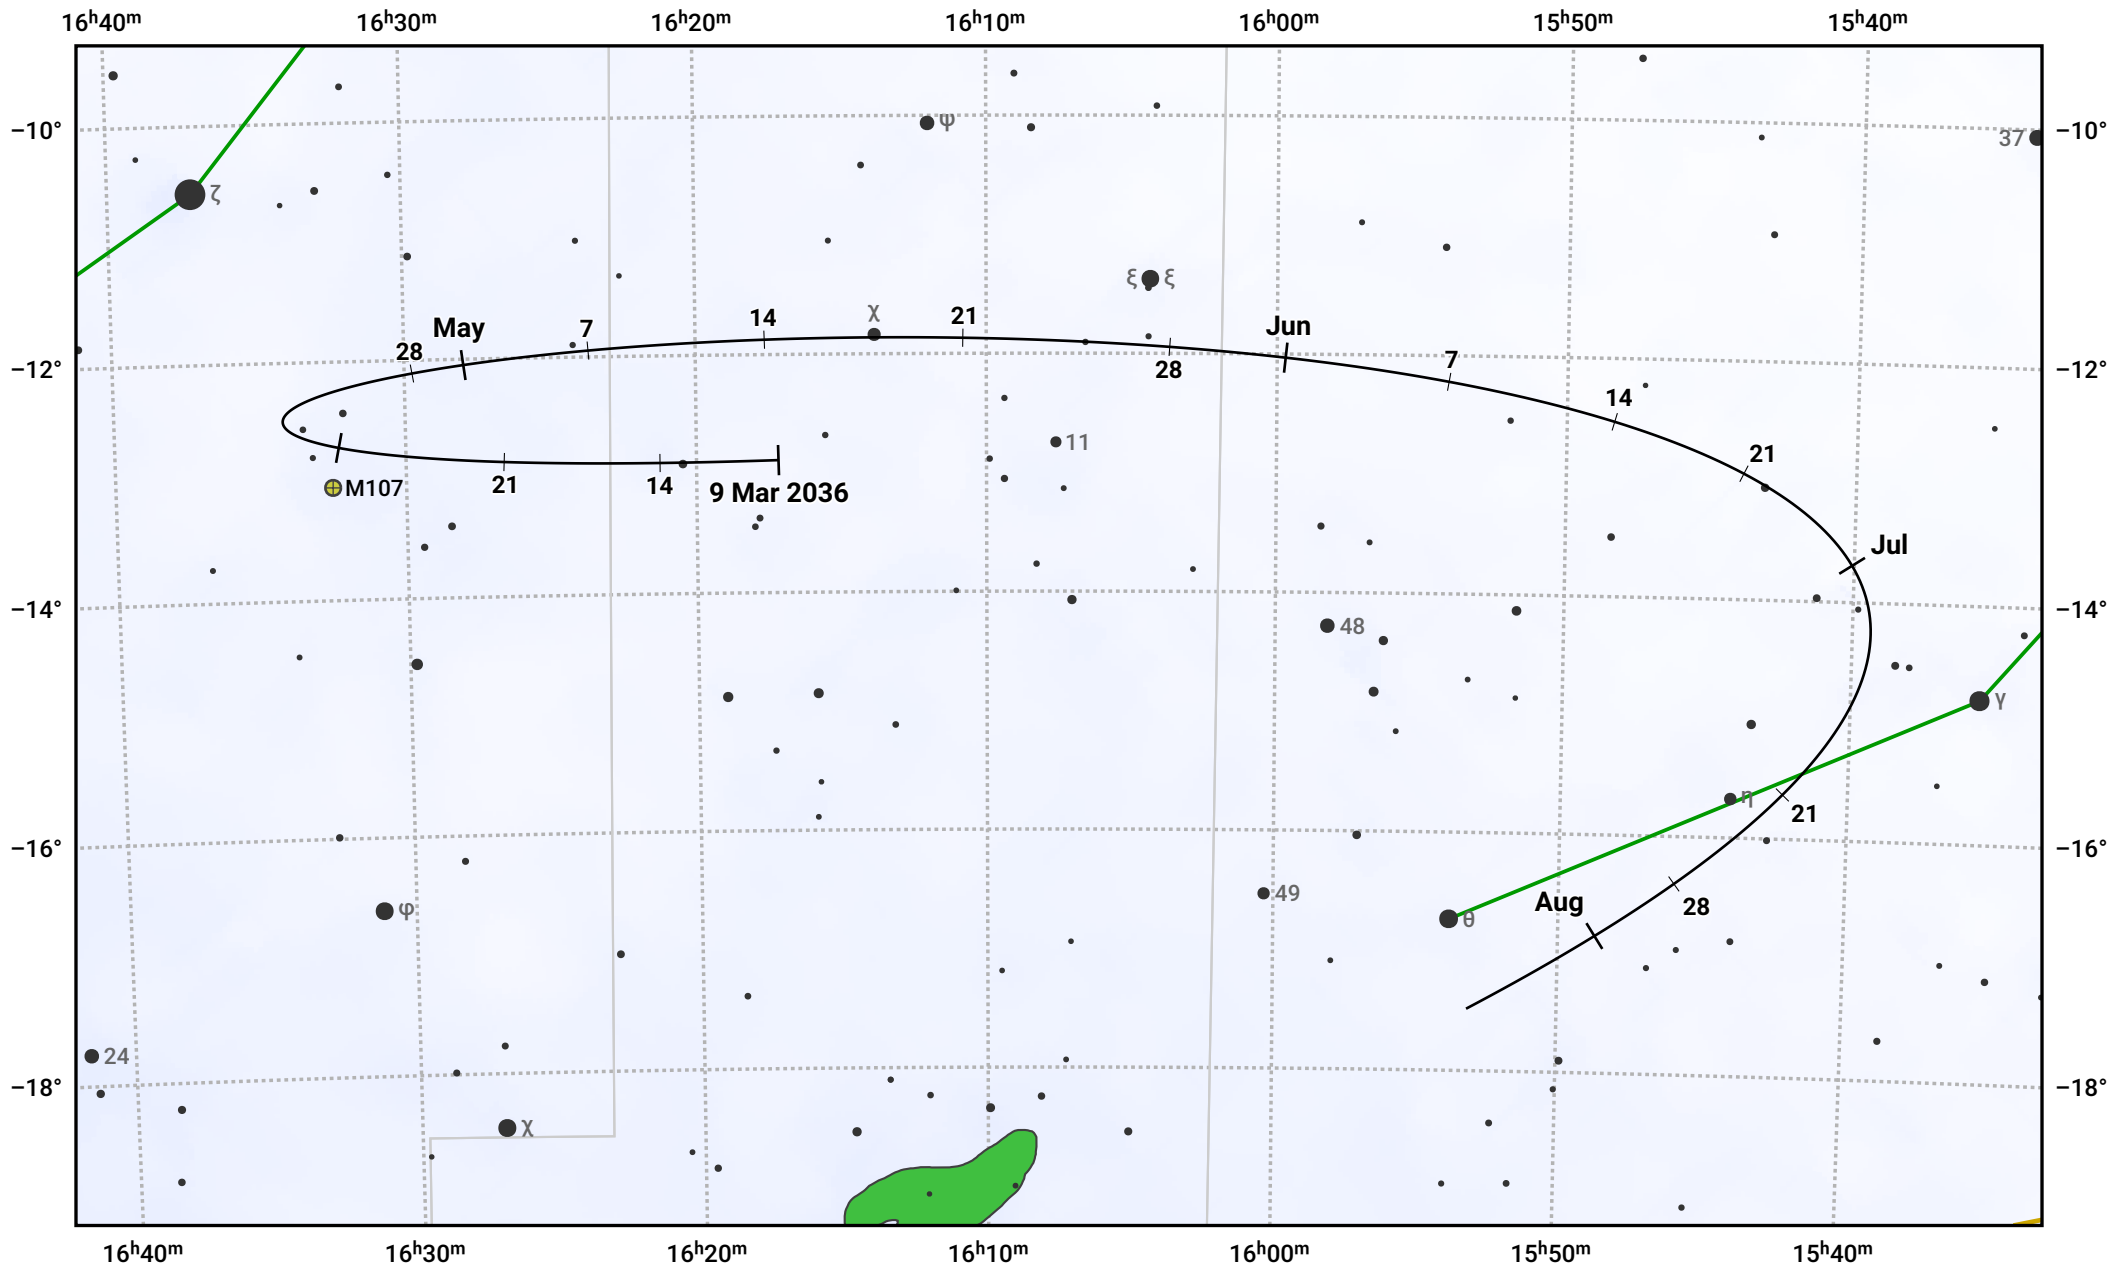 16ʰ40ᵐ 16ʰ30ᵐ 16ʰ20ᵐ 16ʰ10ᵐ 16ʰ00ᵐ 15ʰ50ᵐ 15ʰ40ᵐ
−10° ψ −10°
37
ζ
ξ ξ
χ
May 7 14 21 Jun
28
−12° 28 7 −12°
14
11 21
M107 21 14 9 Mar 2036
Jul
−14° −14°
48
γ
η
21
−16° −16°
49
φ θ Aug 28
24
−18° −18°
χ
16ʰ40ᵐ 16ʰ30ᵐ 16ʰ20ᵐ 16ʰ10ᵐ 16ʰ00ᵐ 15ʰ50ᵐ 15ʰ40ᵐ